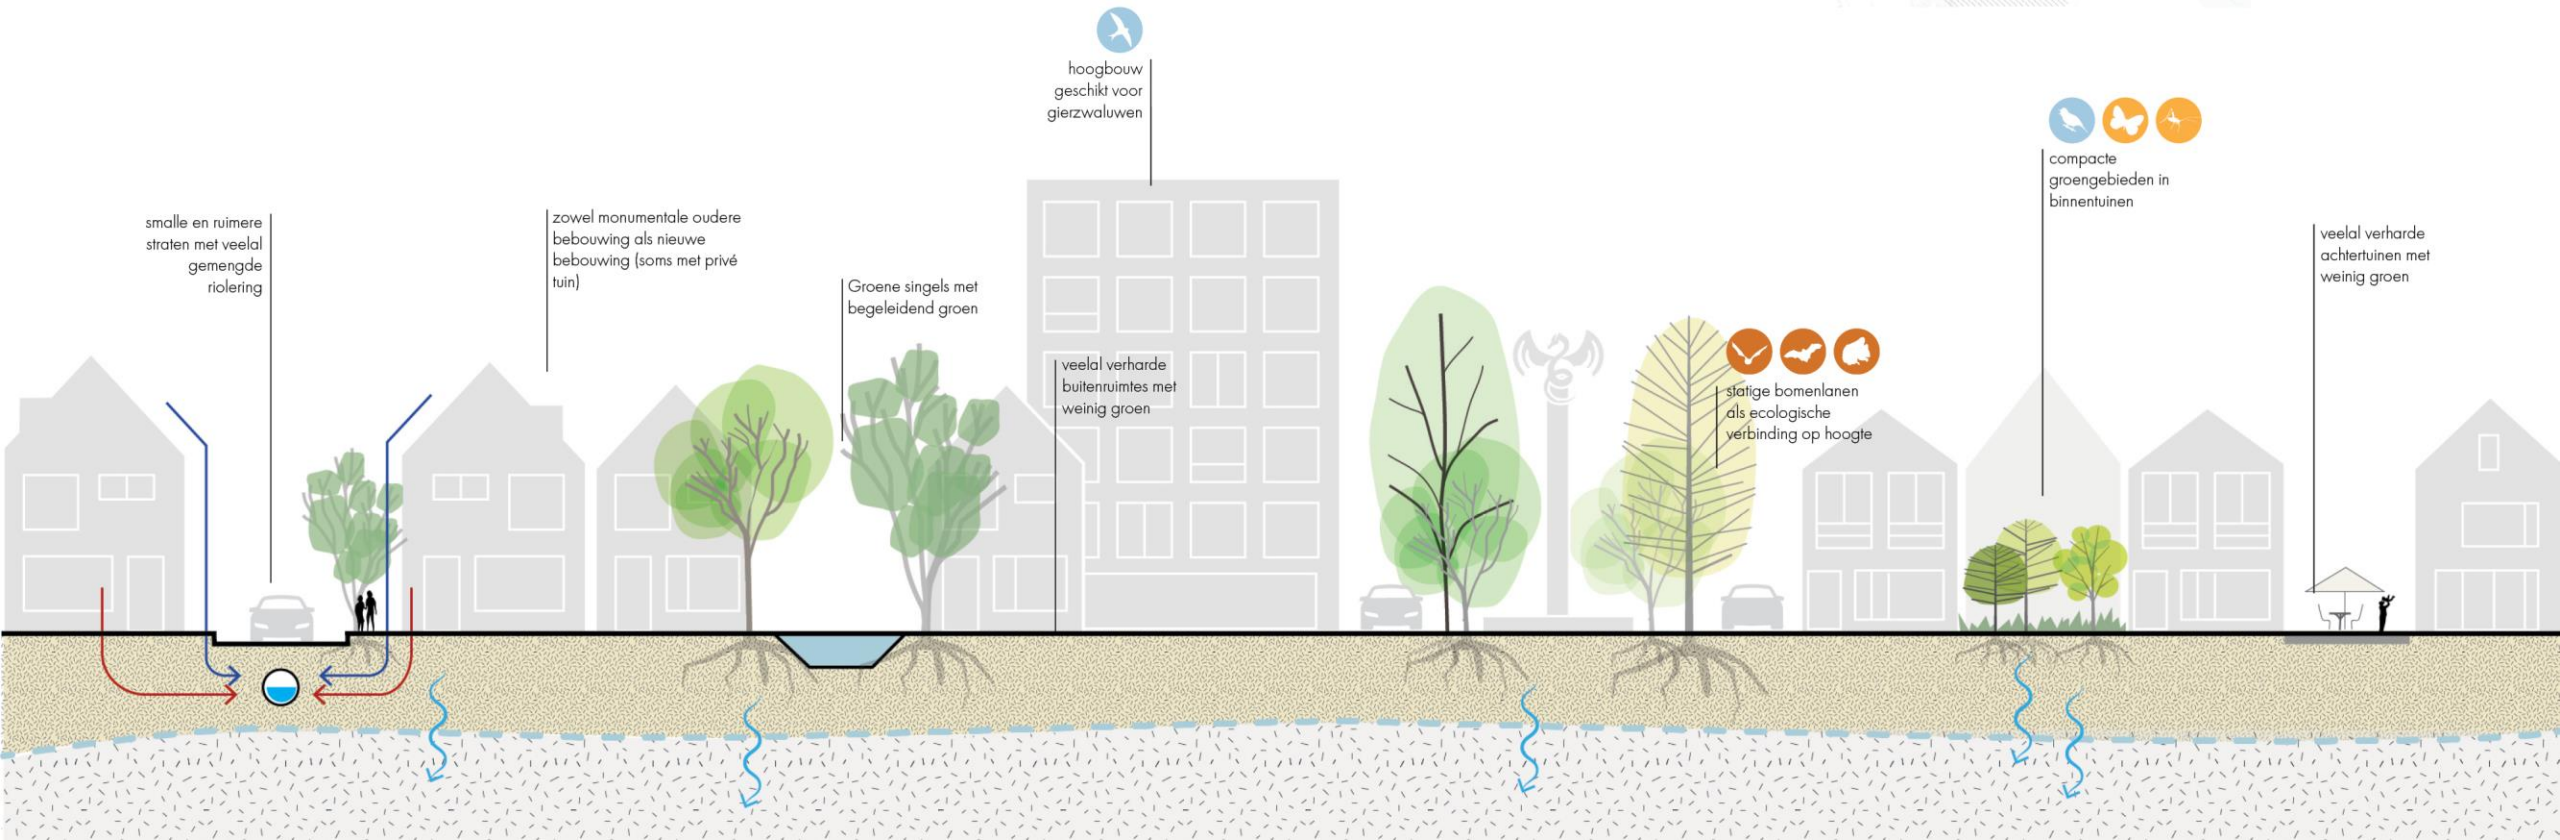 smalle en ruimere
straten met veelal
gemengde
riolering
zowel monumentale oudere
bebouwing als nieuwe
bebouwing (soms met privé
tuin)
Groene singels met
begeleidend groen
hoogbouw
geschikt voor
gierzwaluwen
veelal verharde
buitenruimtes met
weinig groen
statige bomenlanen
als ecologische
verbinding op hoogte
compacte
groengebieden in
binnentuinen
veelal verharde
achtertuinen met
weinig groen